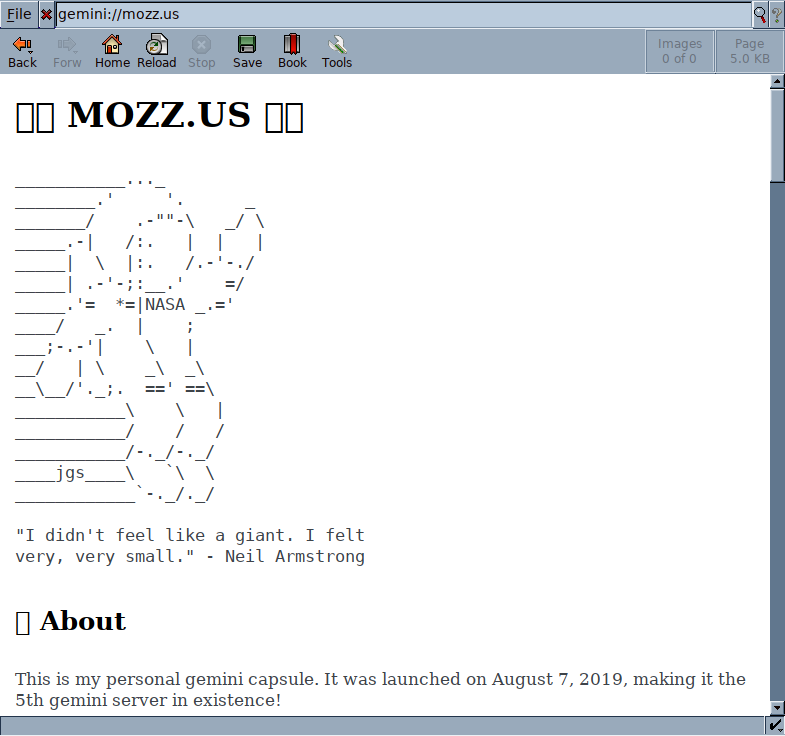 File gemini://mozz.us ?
Back Forw Home Reload Stop Save Book Tools
Images 0 of 0
Page 5.0 KB
▯▯ MOZZ.US ▯▯
___________..._
________.'     '.      _
_______/    .-""-\   _/ \
_____.-|   /:.   |  |   |
_____|  \  |:.   /.-'-./
_____| .-'-;:__.'    =/
_____.'=  *=|NASA _.='
____/   _.  |    ;
___;-.-'|    \   |
__/   | \    _\  _\
__\__/'._;.  ==' ==\
___________\    \   |
___________/    /   /
___________/-._/-._/
____jgs____\   `\  \
____________`-._/._/
"I didn't feel like a giant. I felt
very, very small." - Neil Armstrong
▯ About
This is my personal gemini capsule. It was launched on August 7, 2019, making it the
5th gemini server in existence!